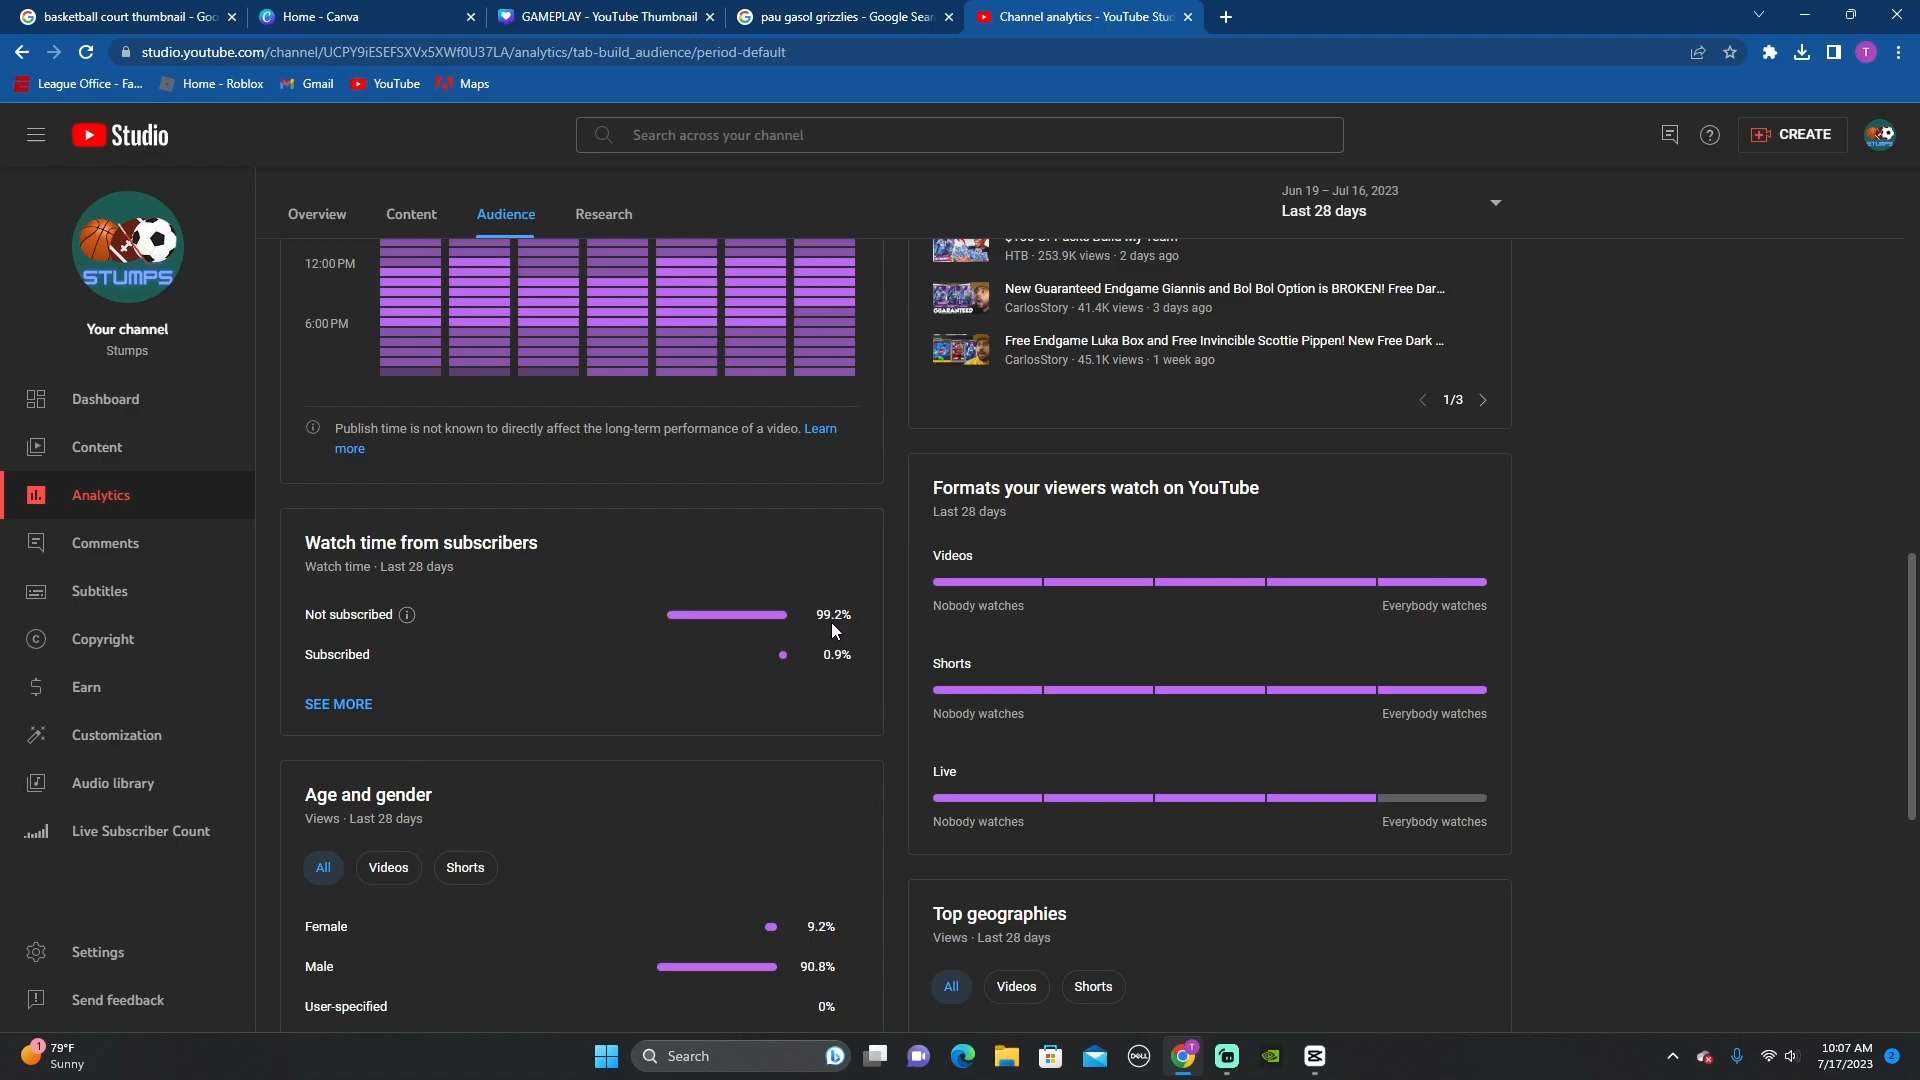 basketball court thumbnail - Goo
Home - Canva
GAMEPLAY - YouTube Thumbnail
pau gasol grizzlies - Google Sear
Channel analytics - YouTube Stud
studio.youtube.com/channel/UCPY9iESEFSXVx5XWf0U37LA/analytics/tab-build_audience/period-default
T
League Office - Fa...
Home - Roblox
Gmail
YouTube
Maps
Studio
Search across your channel
CREATE
STUMPS
Your channel
Stumps
Dashboard
Content
Analytics
Comments
Subtitles
Copyright
Earn
Customization
Audio library
Live Subscriber Count
Settings
Send feedback
Overview
Content
Audience
Research
Jun 19 – Jul 16, 2023
Last 28 days
12:00 PM
6:00 PM
Publish time is not known to directly affect the long-term performance of a video. Learn
more
Watch time from subscribers
Watch time · Last 28 days
Not subscribed
99.2%
Subscribed
0.9%
SEE MORE
Age and gender
Views · Last 28 days
All
Videos
Shorts
Female
9.2%
Male
90.8%
User-specified
0%
HTB · 253.9K views · 2 days ago
New Guaranteed Endgame Giannis and Bol Bol Option is BROKEN! Free Dar...
CarlosStory · 41.4K views · 3 days ago
GUARANTEED
Free Endgame Luka Box and Free Invincible Scottie Pippen! New Free Dark ...
CarlosStory · 45.1K views · 1 week ago
1/3
Formats your viewers watch on YouTube
Last 28 days
Videos
Nobody watches
Everybody watches
Shorts
Nobody watches
Everybody watches
Live
Nobody watches
Everybody watches
Top geographies
Views · Last 28 days
All
Videos
Shorts
1
79°F
Sunny
Search
DELL
T
10:07 AM
7/17/2023
2